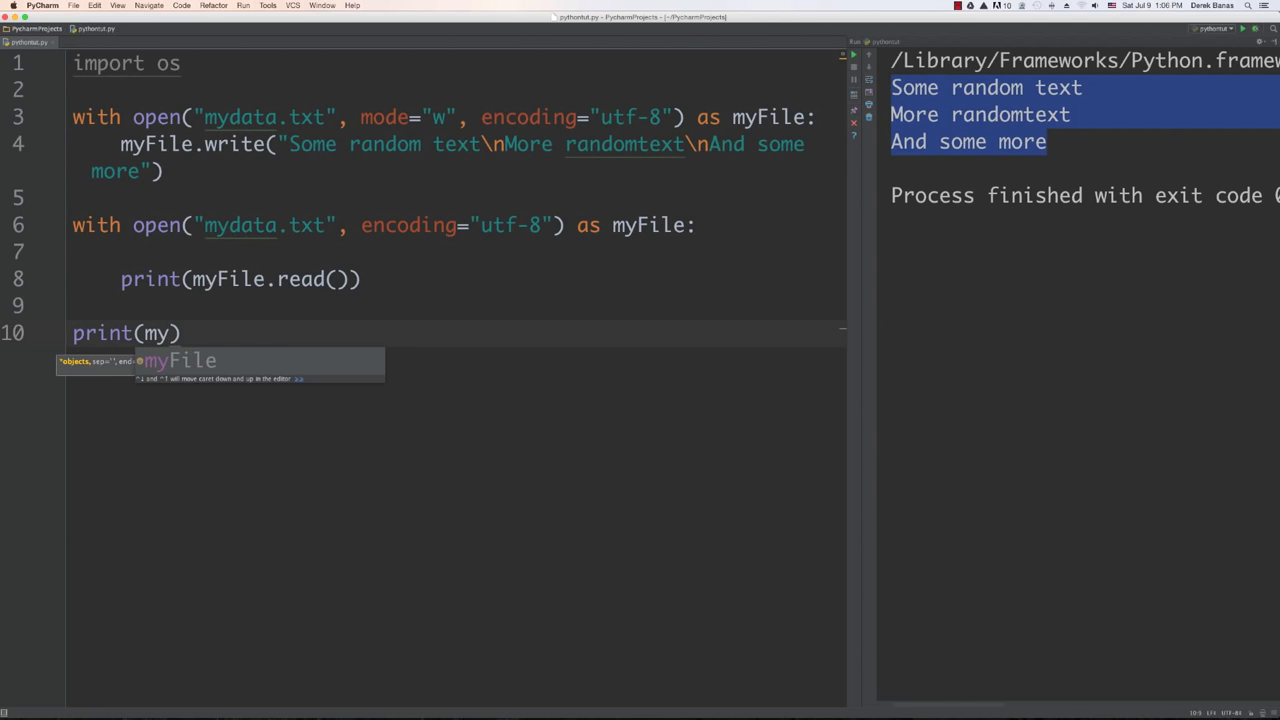 PyCharm File Edit View Navigate Code Refactor Run Tools VCS Window Help
10 Sat Jul 9 1:06 PM Derek Banas
pythontut.py - PycharmProjects - [~/PycharmProjects]
PycharmProjects pythontut.py
pythontut
pythontut.py
Run pythontut
1 import os
2
3 with open("mydata.txt", mode="w", encoding="utf-8") as myFile:
4 myFile.write("Some random text\nMore randomtext\nAnd some
more")
5
6 with open("mydata.txt", encoding="utf-8") as myFile:
7
8 print(myFile.read())
9
10 print(my)
*objects, sep='', end=
myFile
^↓ and ^↑ will move caret down and up in the editor >>
/Library/Frameworks/Python.framew
Some random text
More randomtext
And some more
Process finished with exit code
10:9 LF UTF-8